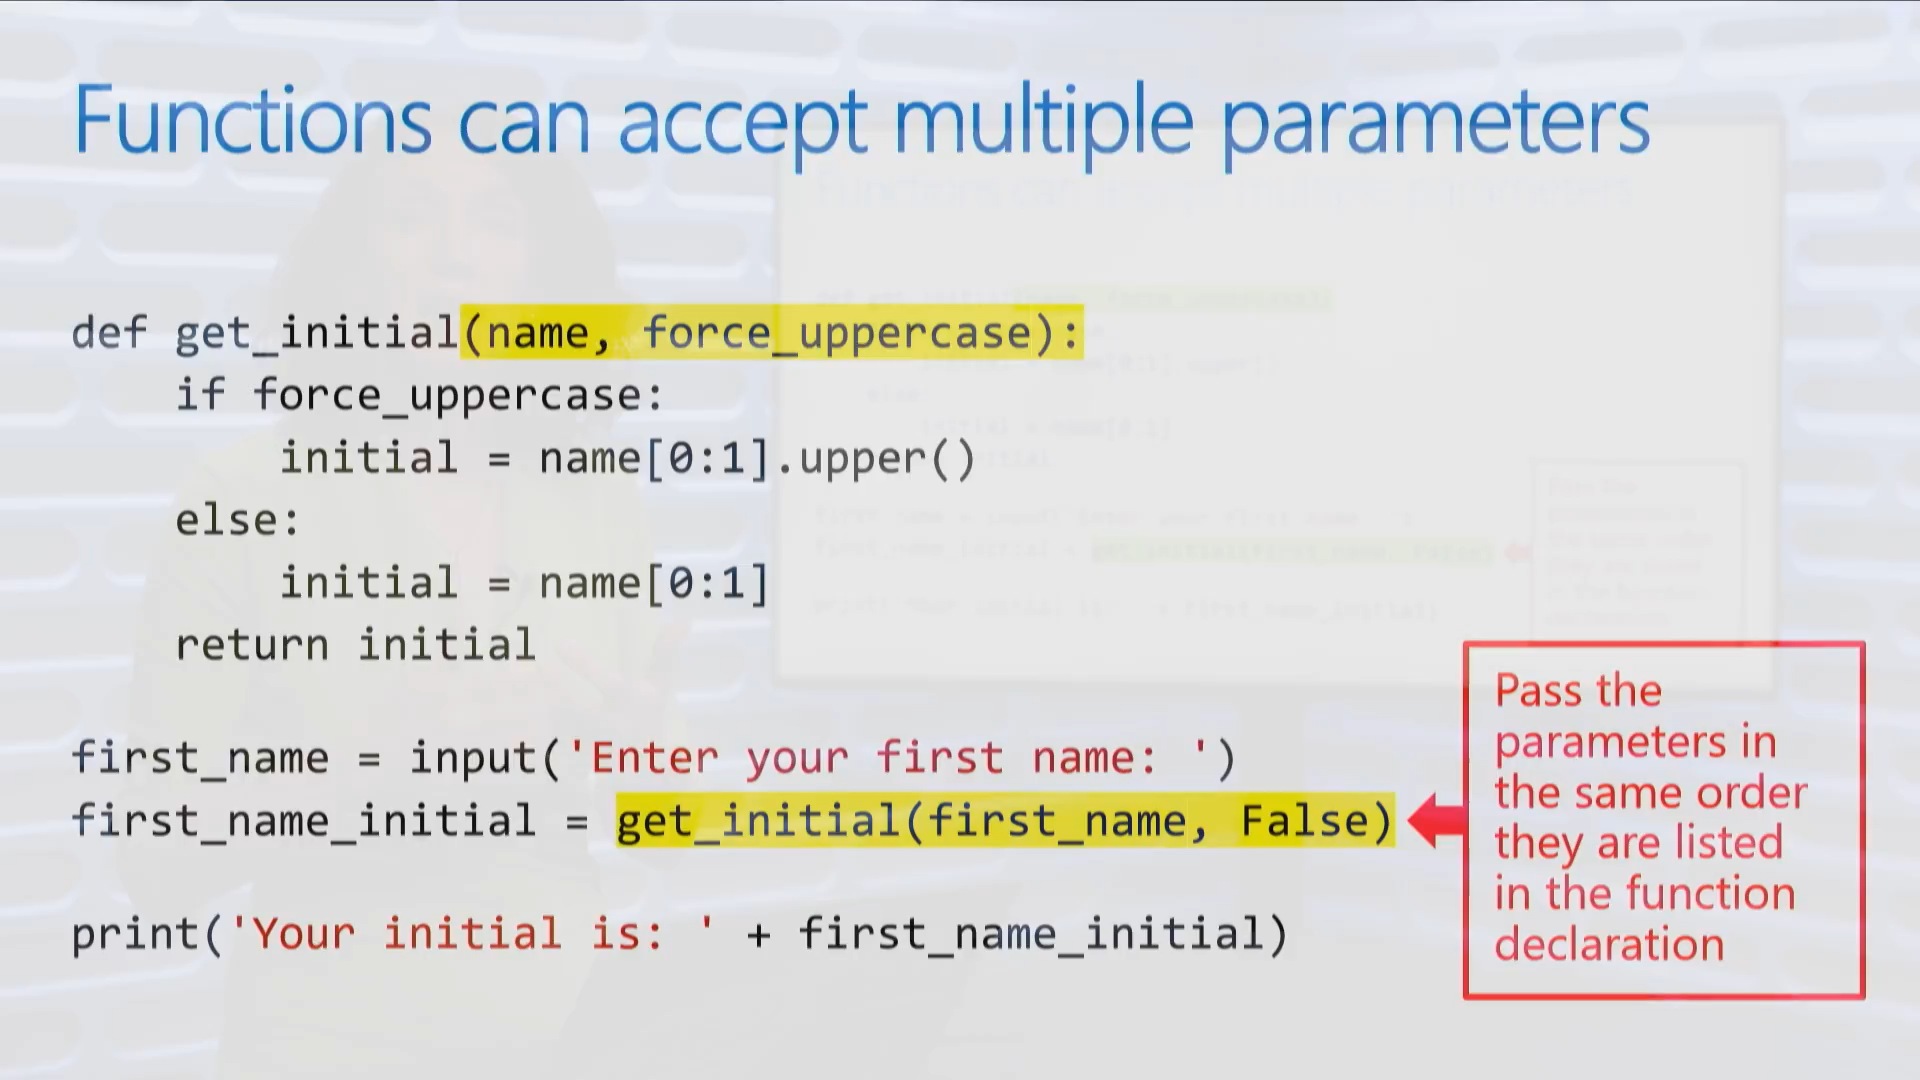 Functions can accept multiple parameters
def get_initial(name, force_uppercase):
    if force_uppercase:
        initial = name[0:1].upper()
    else:
        initial = name[0:1]
    return initial
first_name = input('Enter your first name: ')
first_name_initial = get_initial(first_name, False)
print('Your initial is: ' + first_name_initial)
Pass the
parameters in
the same order
they are listed
in the function
declaration